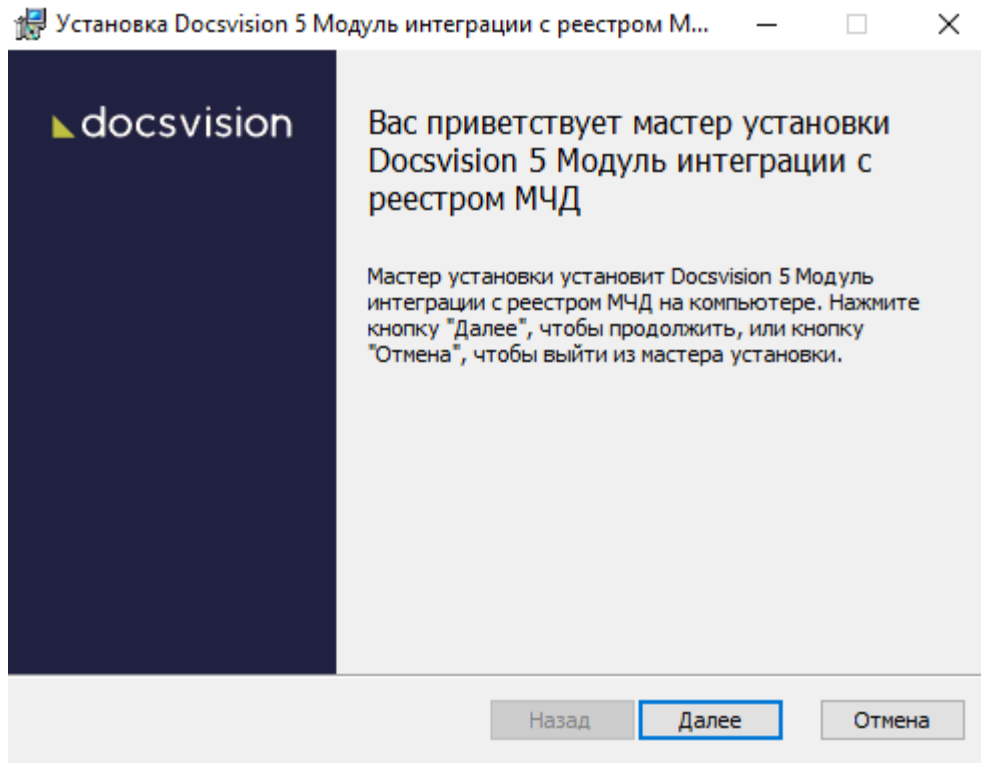 Установка Docsvision 5 Модуль интеграции с реестром М...
docsvision
Вас приветствует мастер установки
Docsvision 5 Модуль интеграции с
реестром МЧД
Мастер установки установит Docsvision 5 Модуль
интеграции с реестром МЧД на компьютере. Нажмите
кнопку "Далее", чтобы продолжить, или кнопку
"Отмена", чтобы выйти из мастера установки.
Назад Далее Отмена